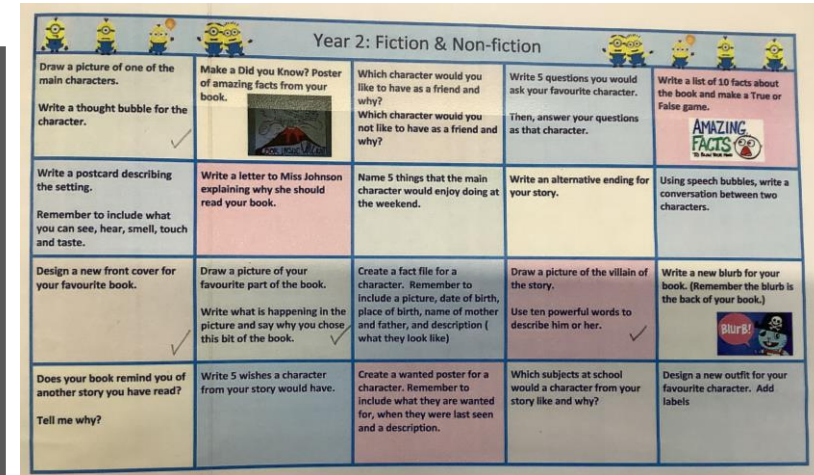 Year 2: Fiction & Non-fiction
Draw a picture of one of the
main characters.
Write a thought bubble for the
character.
Make a Did you Know? Poster
of amazing facts from your
book.
Which character would you
like to have as a friend and
why?
Which character would you
not like to have as a friend and
why?
Write 5 questions you would
ask your favourite character.
Then, answer your questions
as that character.
Write a list of 10 facts about
the book and make a True or
False game.
AMAZING
FACTS
Write a postcard describing
the setting.
Remember to include what
you can see, hear, smell, touch
and taste.
Write a letter to Miss Johnson
explaining why she should
read your book.
Name 5 things that the main
character would enjoy doing at
the weekend.
Write an alternative ending for
your story.
Using speech bubbles, write a
conversation between two
characters.
Design a new front cover for
your favourite book.
Draw a picture of your
favourite part of the book.
Write what is happening in the
picture and say why you chose
this bit of the book.
Create a fact file for a
character. Remember to
include a picture, date of birth,
place of birth, name of mother
and father, and description (
what they look like)
Draw a picture of the villain of
the story.
Use ten powerful words to
describe him or her.
Write a new blurb for your
book. (Remember the blurb is
the back of your book.)
BlurB!
Does your book remind you of
another story you have read?
Tell me why?
Write 5 wishes a character
from your story would have.
Create a wanted poster for a
character. Remember to
include what they are wanted
for, when they were last seen
and a description.
Which subjects at school
would a character from your
story like and why?
Design a new outfit for your
favourite character. Add
labels